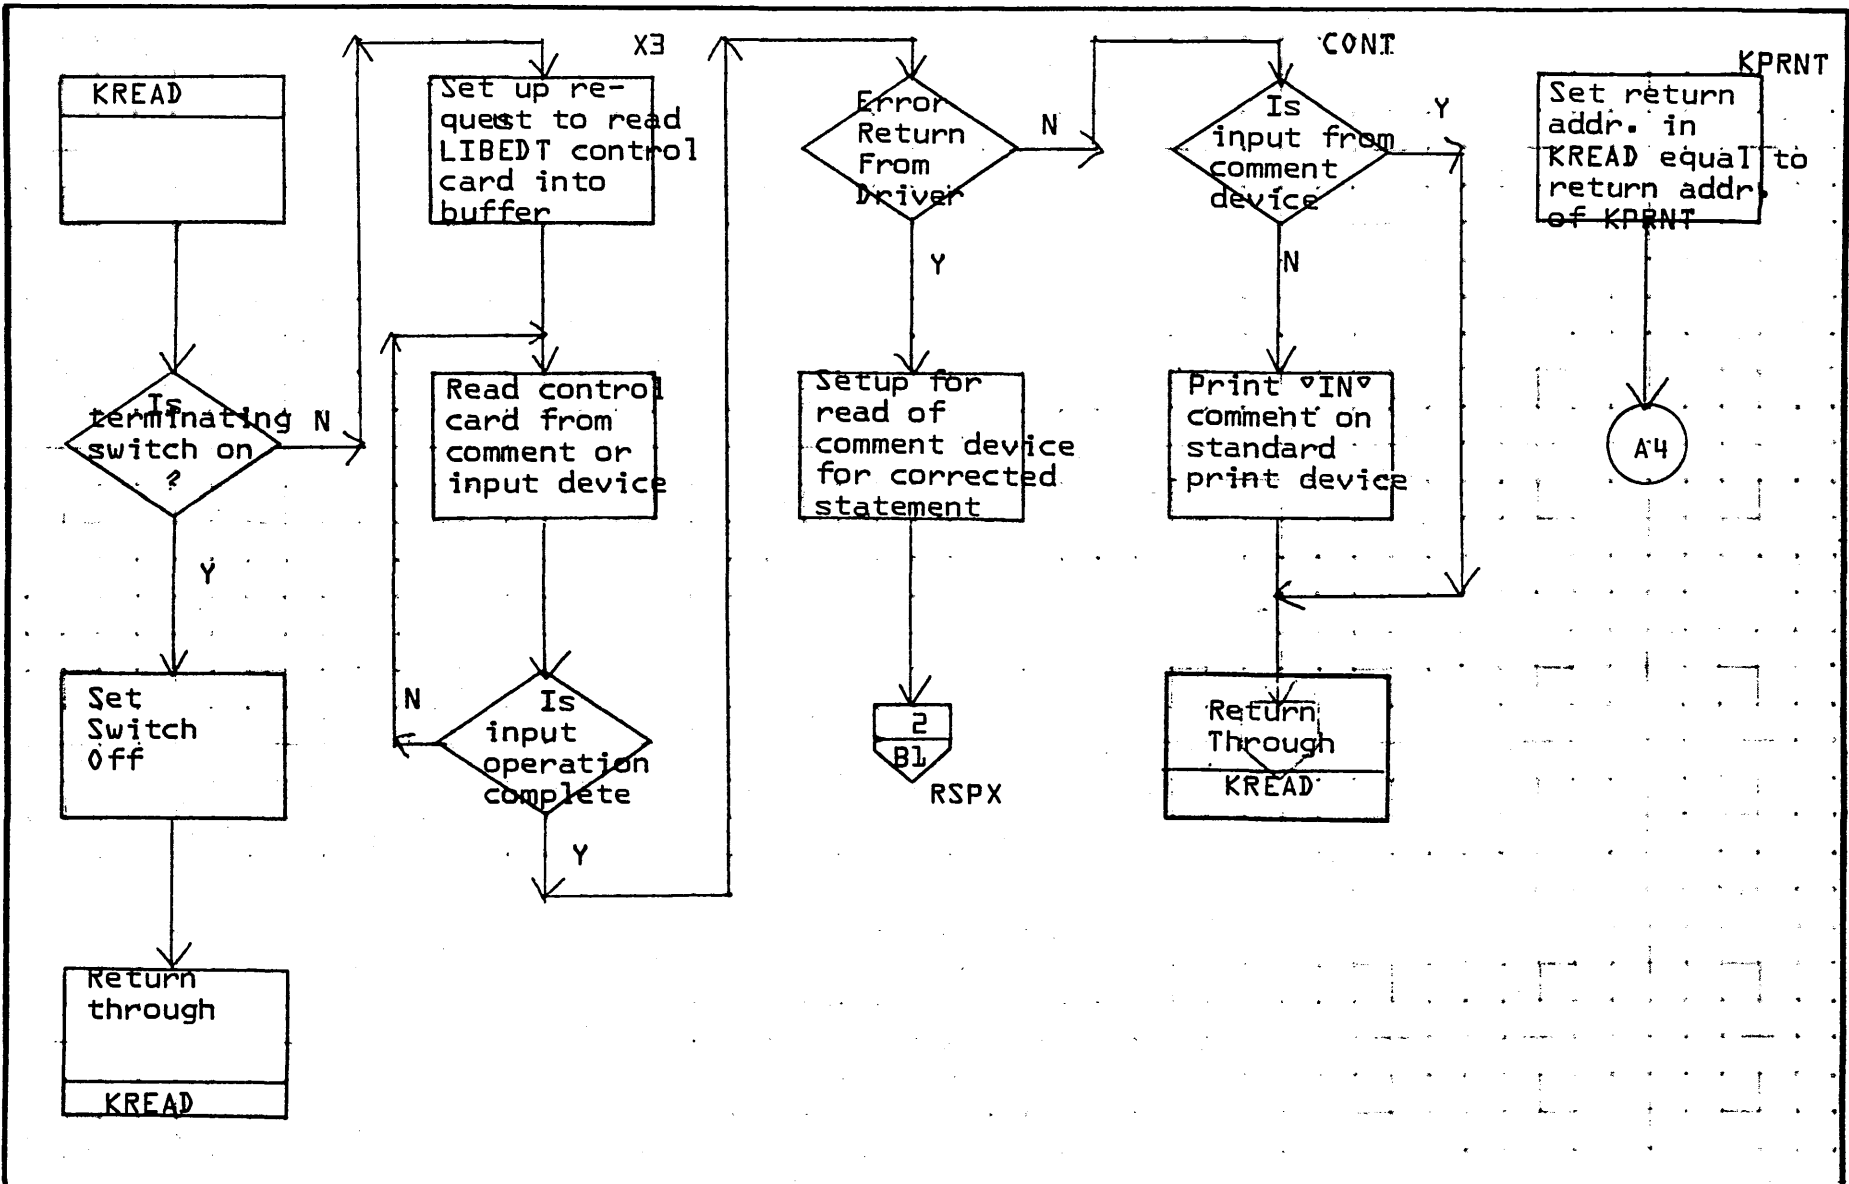 KREAD
Is
terminating
switch on
?
N
Y
Set
Switch
Off
Return
through
KREAD
X3
Set up re-
quest to read
LIBEDT control
card into
buffer
Read control
card from
comment or
input device
Is
input
operation
complete
N
Y
Error
Return
From
Driver
N
Y
Setup for
read of
comment device
for corrected
statement
2
B1
RSPX
CONT
Is
input from
comment
device
Y
N
Print "IN"
comment on
standard
print device
Return
Through
KREAD
KPRNT
Set return
addr. in
KREAD equal to
return addr.
of KPRNT
A4